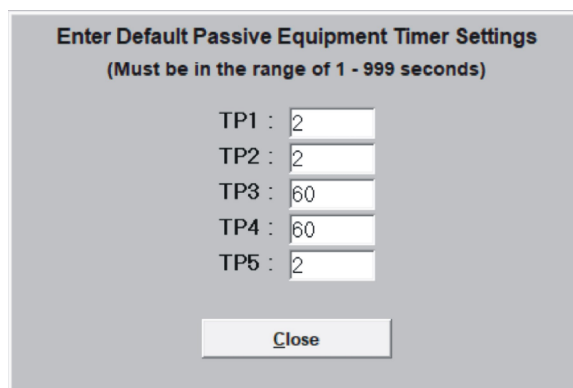 Enter Default Passive Equipment Timer Settings
(Must be in the range of 1 - 999 seconds)
TP1 : 2
TP2 : 2
TP3 : 60
TP4 : 60
TP5 : 2
Close